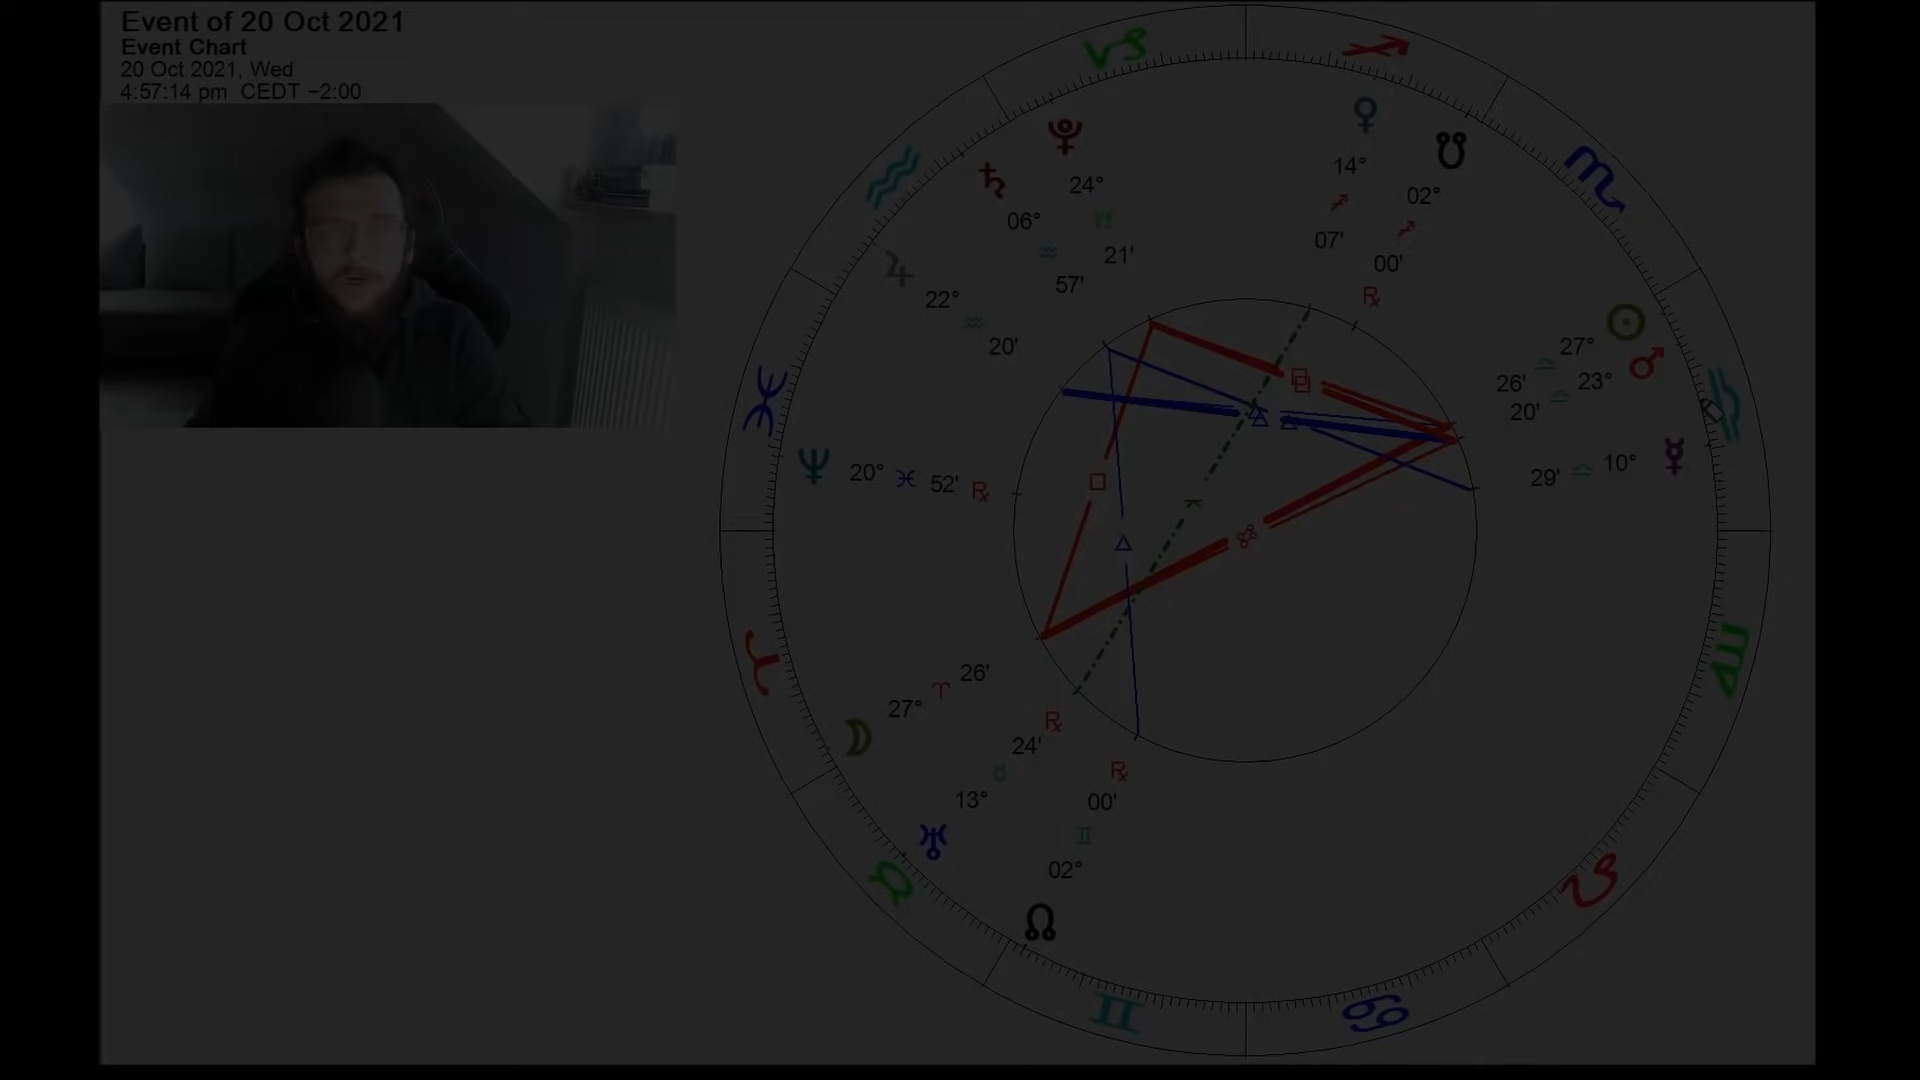 Event of 20 Oct 2021
Event Chart
20 Oct 2021, Wed
4:57:14 pm CEDT −2:00
24°
21'
06°
57'
22°
20'
14°
07'
02°
00'
℞
27°
26'
23°
20'
29' 10°
20° 52' ℞
27° 26'
13° 24' ℞
02° 00' ℞